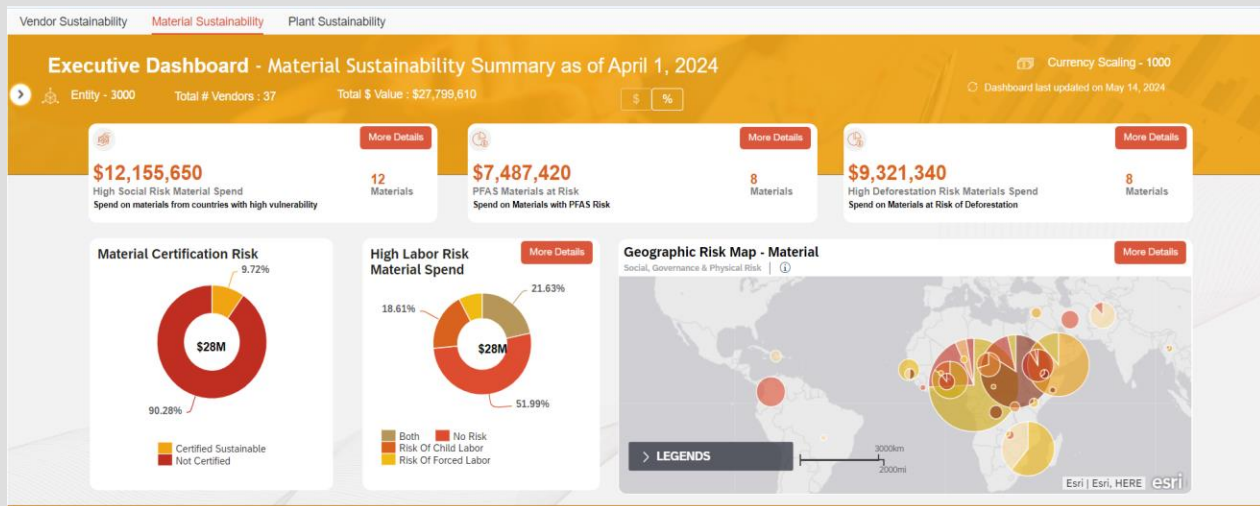 Vendor Sustainability Material Sustainability Plant Sustainability
Executive Dashboard - Material Sustainability Summary as of April 1, 2024
Currency Scaling - 1000
Entity - 3000 Total # Vendors : 37 Total $ Value : $27,799,610
$ %
Dashboard last updated on May 14, 2024
More Details
$12,155,650
High Social Risk Material Spend
Spend on materials from countries with high vulnerability
12
Materials
More Details
$7,487,420
PFAS Materials at Risk
Spend on Materials with PFAS Risk
8
Materials
More Details
$9,321,340
High Deforestation Risk Materials Spend
Spend on Materials at Risk of Deforestation
8
Materials
Material Certification Risk
9.72%
$28M
90.28%
Certified Sustainable
Not Certified
High Labor Risk
Material Spend
More Details
21.63%
18.61%
$28M
51.99%
Both No Risk
Risk Of Child Labor
Risk Of Forced Labor
Geographic Risk Map - Material
Social, Governance & Physical Risk
More Details
LEGENDS
3000km
2000mi
Esri | Esri, HERE esri